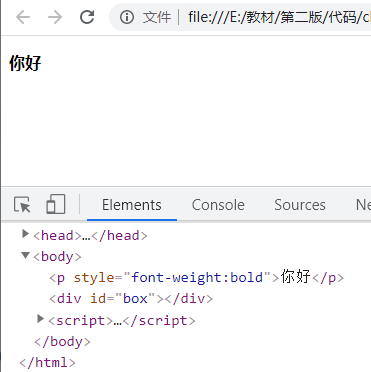 文件 | file:///E:/教材/第二版/代码/c
你好
Elements Console Sources Ne
▶<head>…</head>
▼<body>
<p style="font-weight:bold">你好</p>
<div id="box"></div>
▶<script>…</script>
</body>
</html>